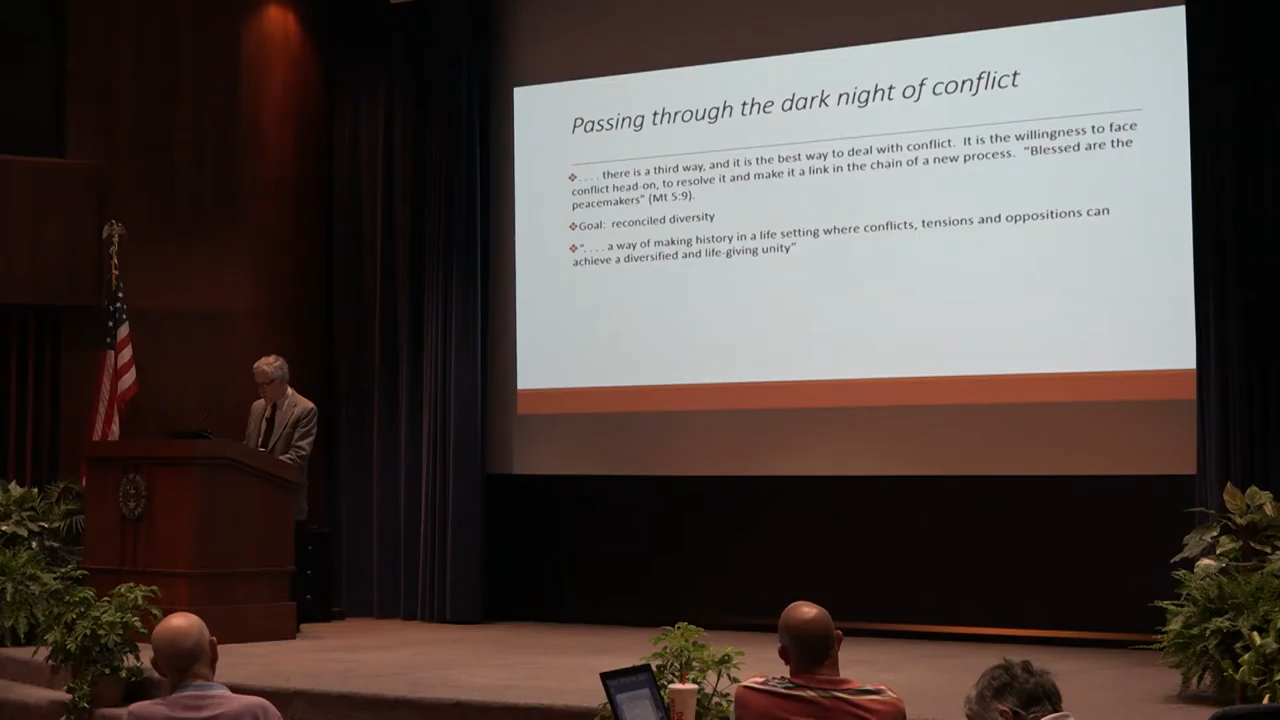 Passing through the dark night of conflict
❖. . . . there is a third way, and it is the best way to deal with conflict. It is the willingness to face
conflict head-on, to resolve it and make it a link in the chain of a new process. “Blessed are the
peacemakers” (Mt 5:9).
❖Goal: reconciled diversity
❖“. . . . a way of making history in a life setting where conflicts, tensions and oppositions can
achieve a diversified and life-giving unity”